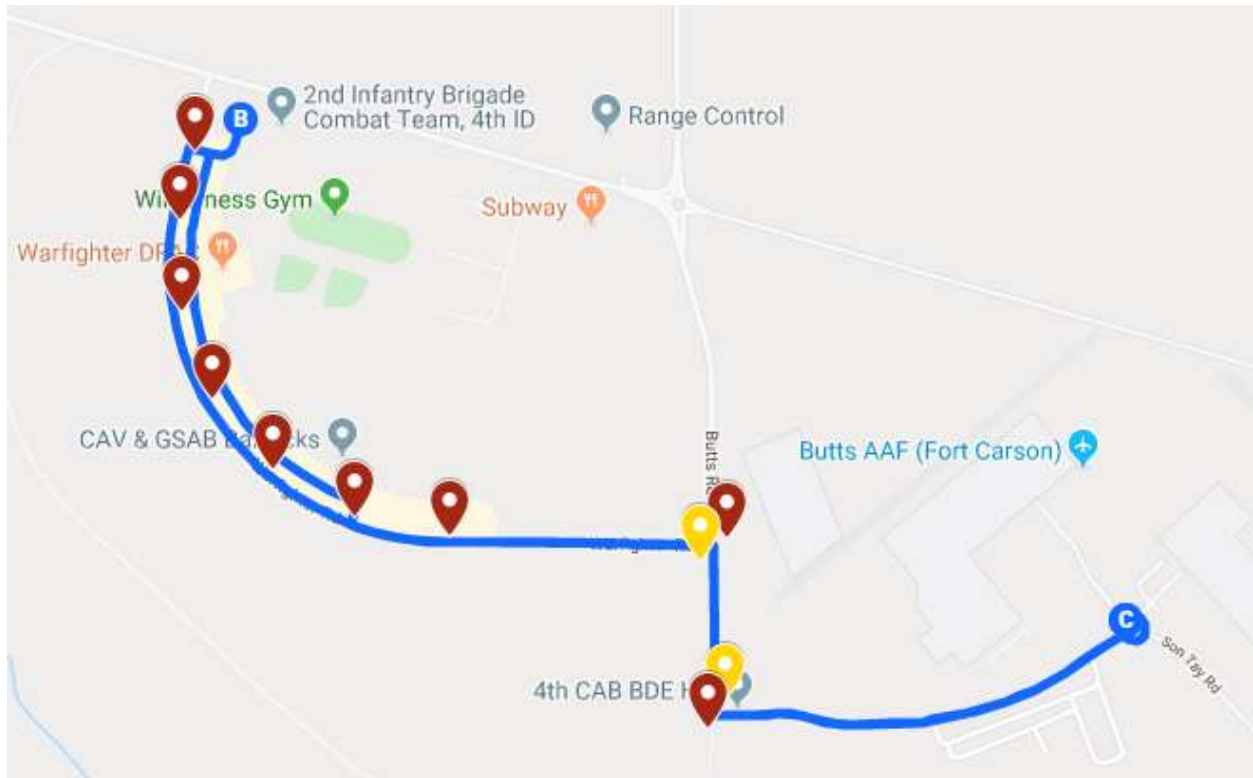 B
2nd Infantry Brigade
Combat Team, 4th ID
Range Control
Gym
Subway
Warfighter
CAV & GSAB
Butts
Butts AAF (Fort Carson)
C
Son Tay Rd
4th CAB BDE